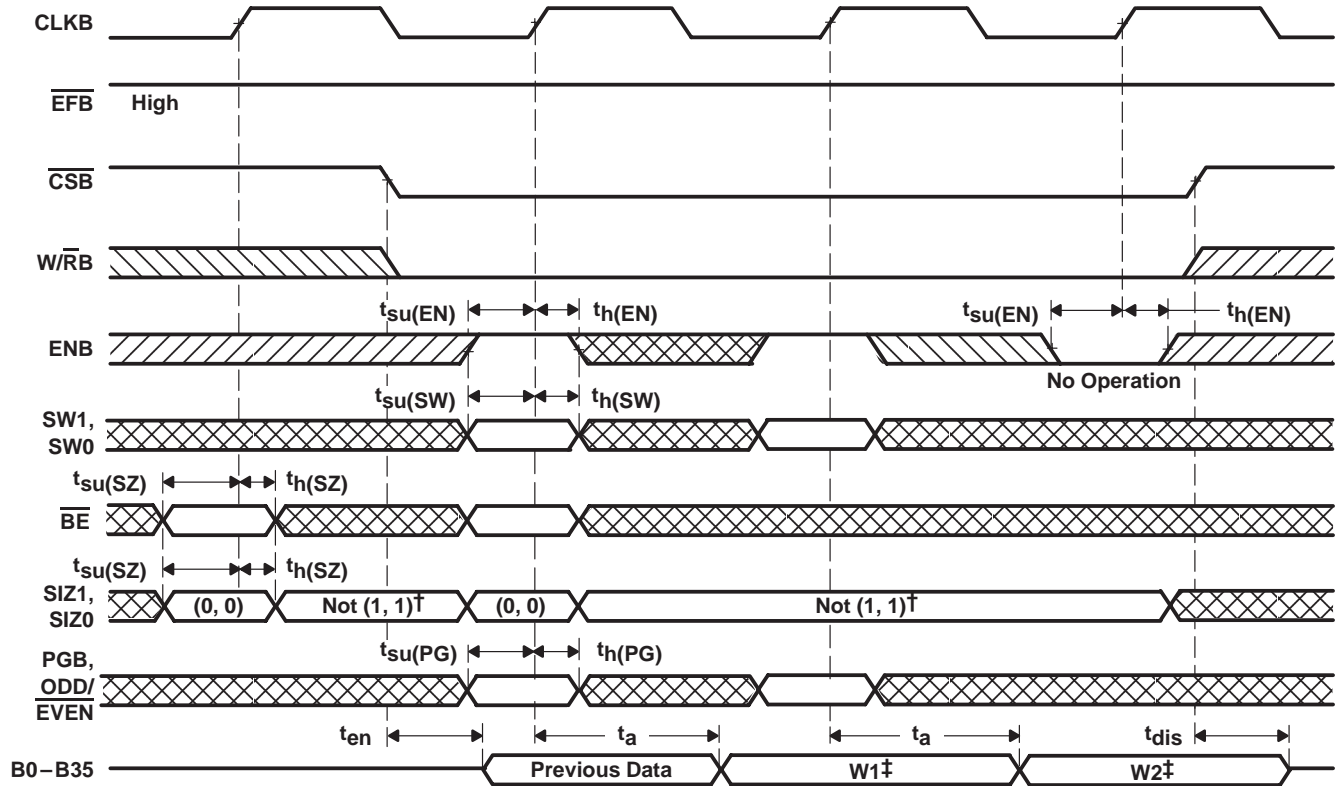 CLKB
EFB High
CSB
W/RB
tsu(EN) th(EN) tsu(EN) th(EN)
ENB
No Operation
tsu(SW) th(SW)
SW1,
SW0
tsu(SZ) th(SZ)
BE
tsu(SZ) th(SZ)
SIZ1,
SIZ0
(0, 0) Not (1, 1)† (0, 0) Not (1, 1)†
tsu(PG) th(PG)
PGB,
ODD/
EVEN
ten ta ta tdis
B0–B35 Previous Data W1‡ W2‡